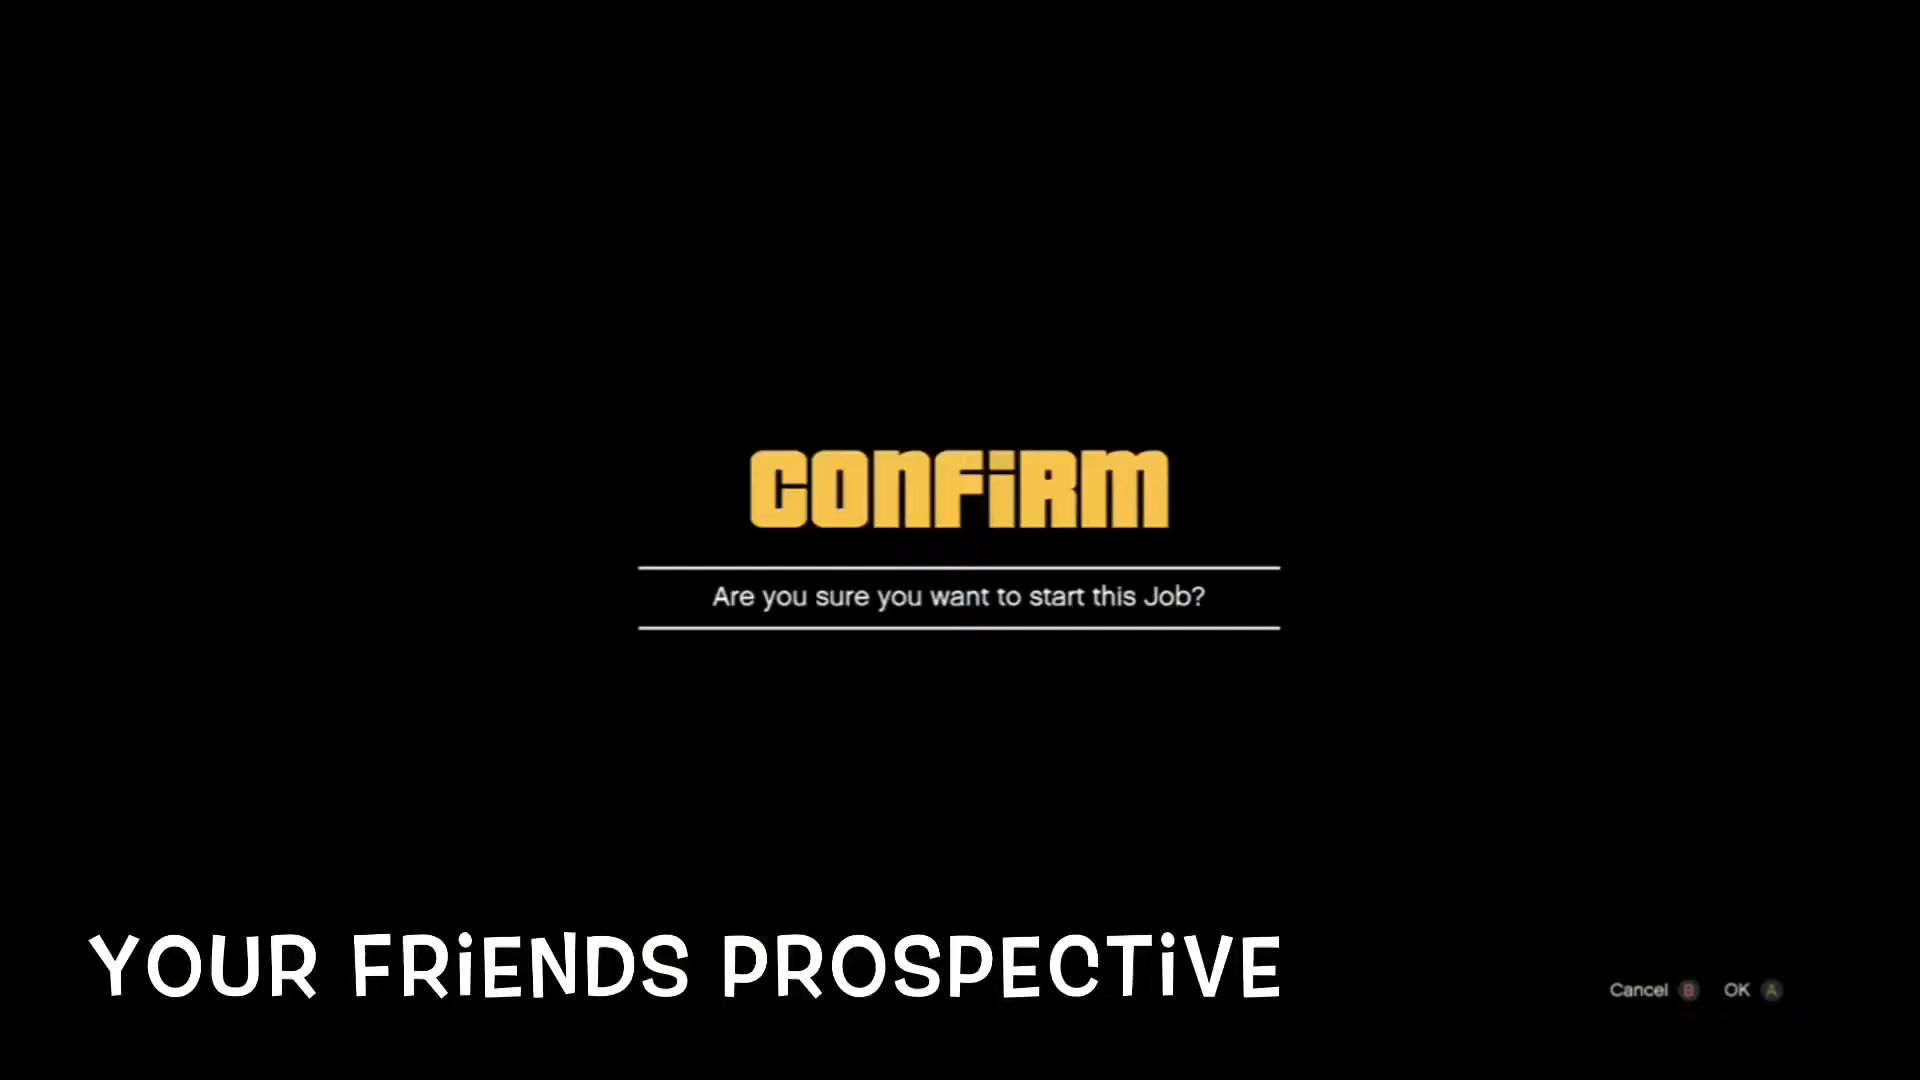 CONFiRM
Are you sure you want to start this Job?
YOUR FRiENDS PROSPECTiVE
Cancel B OK A